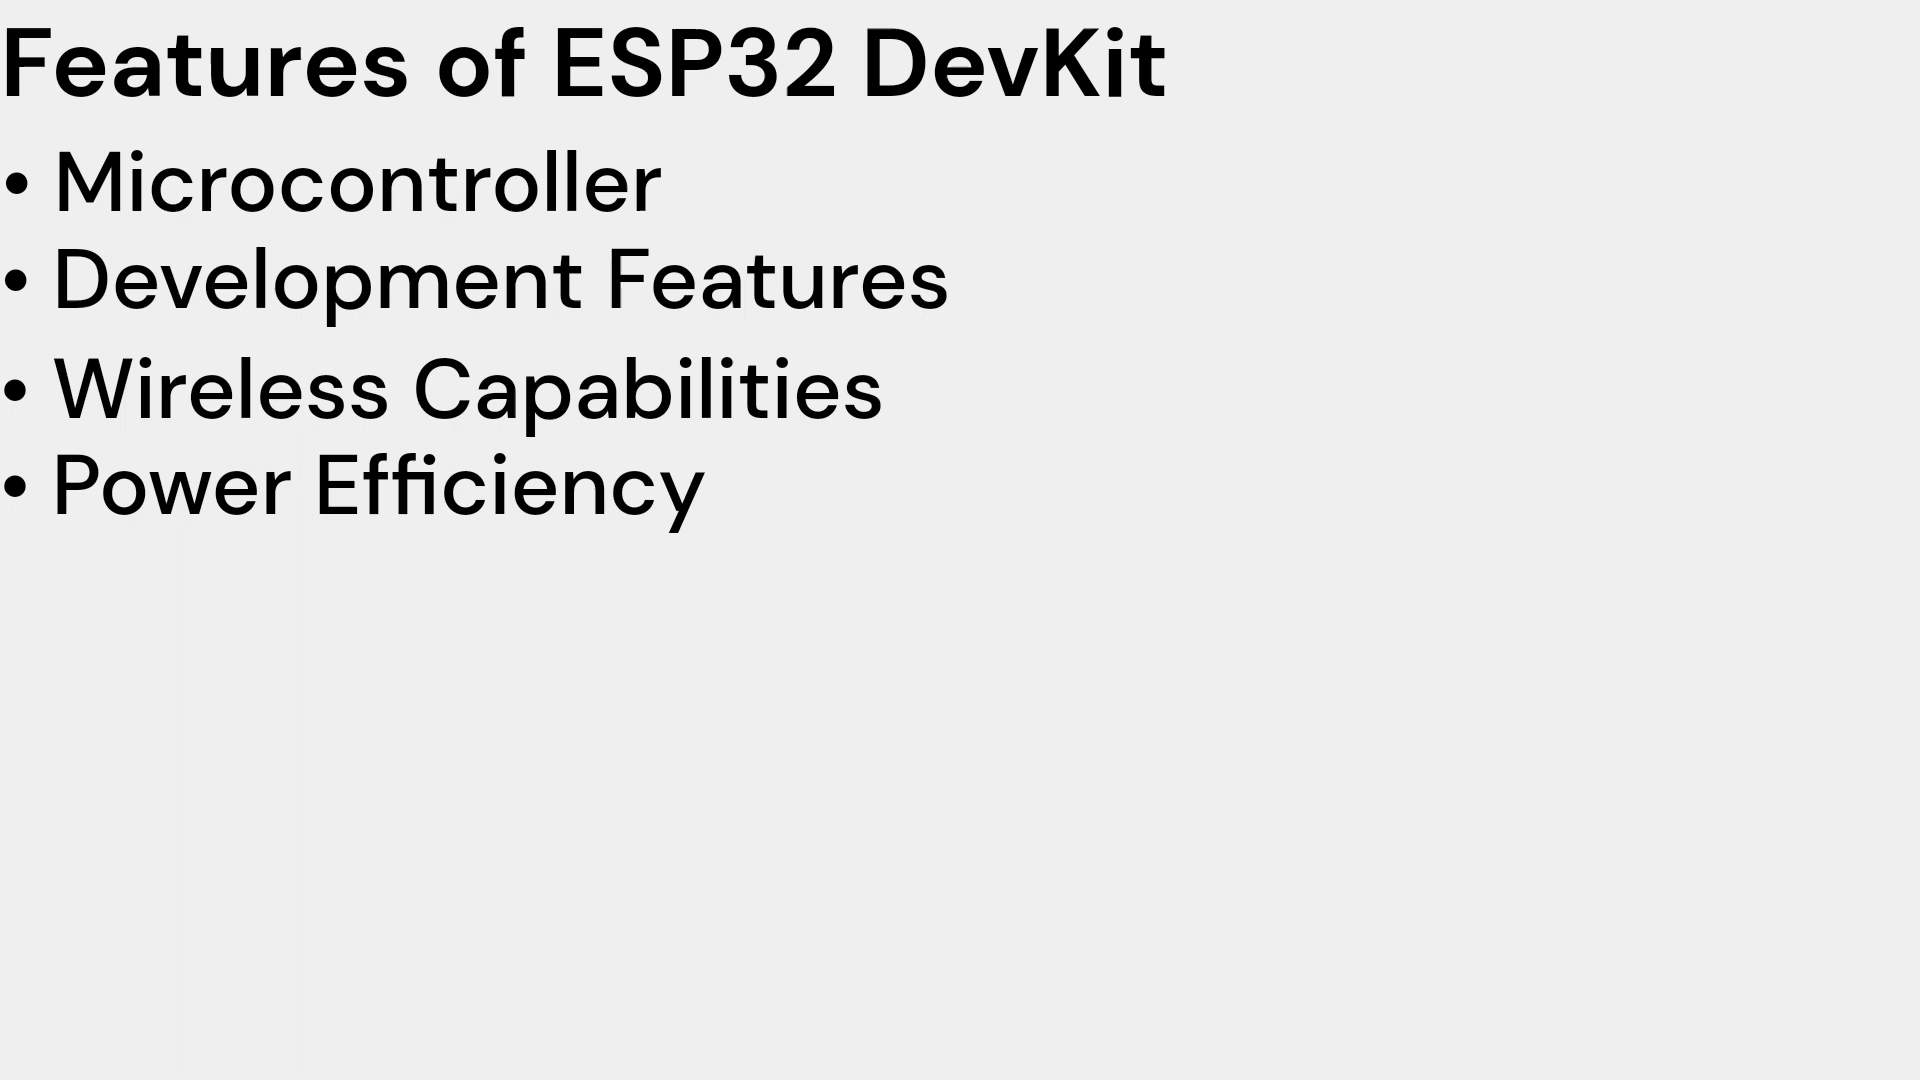 Features of ESP32 DevKit
• Microcontroller
• Development Features
• Wireless Capabilities
• Power Efficiency